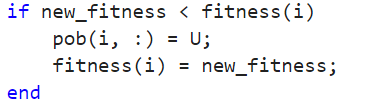 if new_fitness < fitness(i)
    pob(i, :) = U;
    fitness(i) = new_fitness;
end